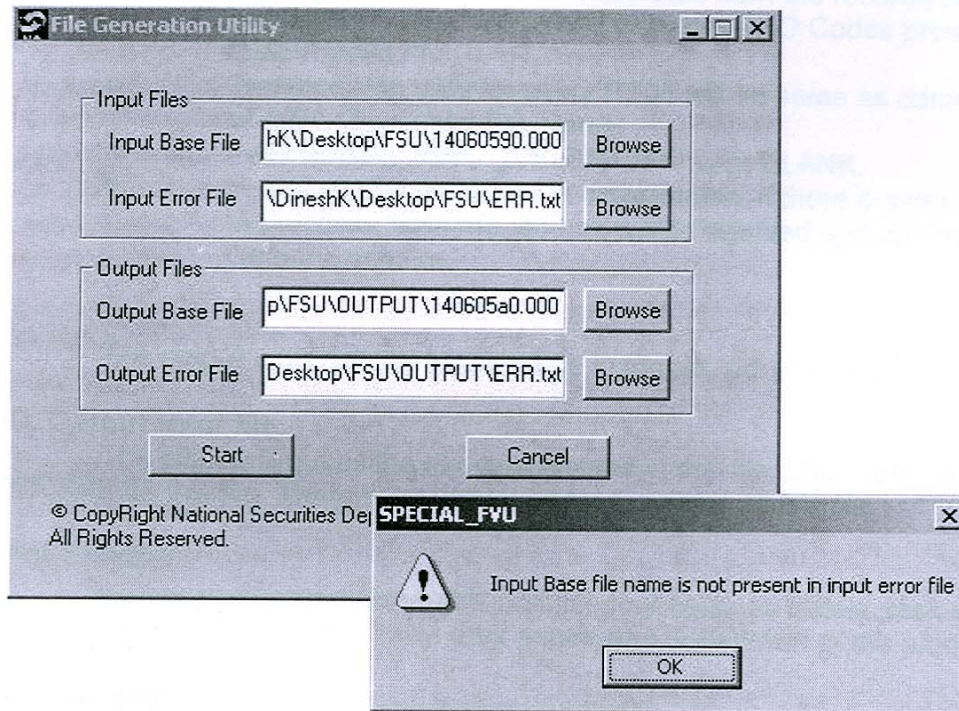 File Generation Utility
Input Files
Input Base File hK\Desktop\FSU\14060590.000 Browse
Input Error File \DineshK\Desktop\FSU\ERR.txt Browse
Output Files
Output Base File p\FSU\OUTPUT\140605a0.000 Browse
Output Error File Desktop\FSU\OUTPUT\ERR.txt Browse
Start Cancel
© CopyRight National Securities De
All Rights Reserved.
SPECIAL_FVU
Input Base file name is not present in input error file
OK